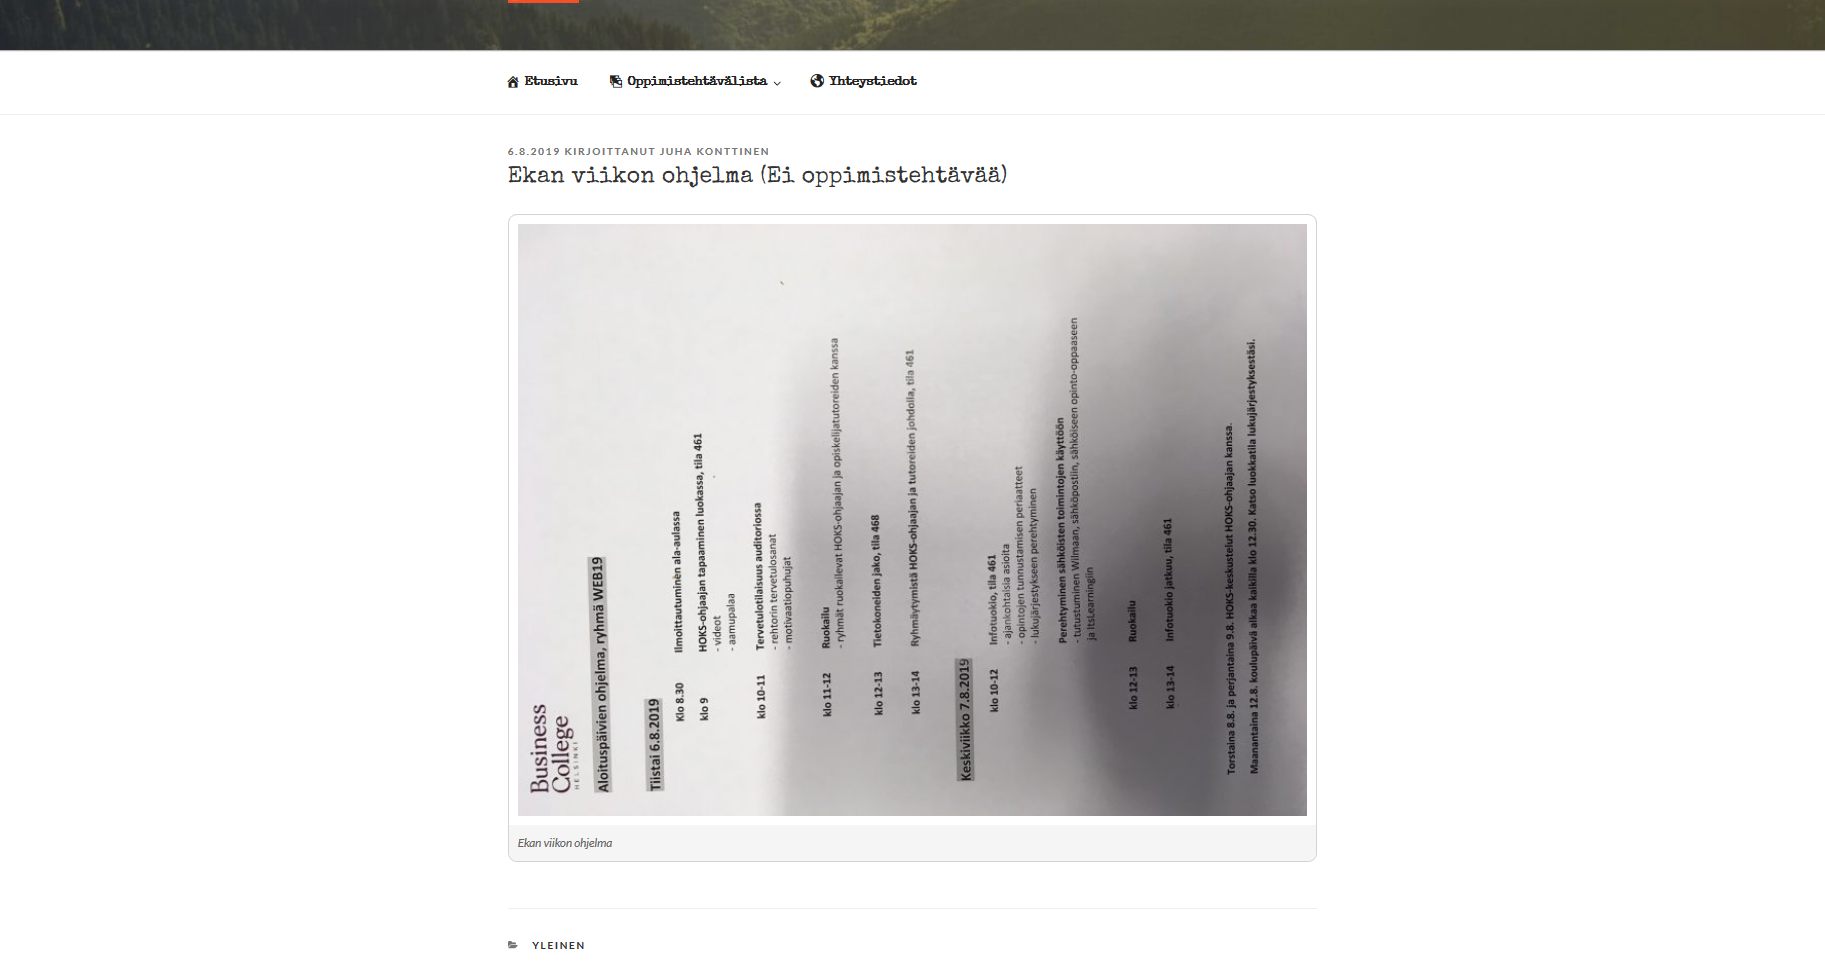 Etusivu
Oppimistehtävälista
Yhteystiedot
6.8.2019 KIRJOITTANUT JUHA KONTTINEN
Ekan viikon ohjelma (Ei oppimistehtävää)
Business
College
HELSINKI
Aloituspäivien ohjelma, ryhmä WEB19
Tiistai 6.8.2019
Klo 8.30 Ilmoittautuminen ala-aulassa
klo 9 HOKS-ohjaajan tapaaminen luokassa, tila 461
- videot
- aamupalaa
klo 10-11 Tervetulotilaisuus auditoriossa
- rehtorin tervetulosanat
- motivaatiopuhujat
klo 11-12 Ruokailu
- ryhmät ruokailevat HOKS-ohjaajan ja opiskelijatutoreiden kanssa
klo 12-13 Tietokoneiden jako, tila 468
klo 13-14 Ryhmäytymistä HOKS-ohjaajan ja tutoreiden johdolla, tila 461
Keskiviikko 7.8.2019
klo 10-12 Infotuokio, tila 461
- ajankohtaisia asioita
- opintojen tunnustamisen periaatteet
- lukujärjestykseen perehtyminen
Perehtyminen sähköisten toimintojen käyttöön
- tutustuminen Wilmaan, sähköpostiin, sähköiseen opinto-oppaaseen
ja ItsLearningiin
klo 12-13 Ruokailu
klo 13-14 Infotuokio jatkuu, tila 461
Torstaina 8.8. ja perjantaina 9.8. HOKS-keskustelut HOKS-ohjaajan kanssa.
Maanantaina 12.8. koulupäivä alkaa kaikilla klo 12.30. Katso luokkatila lukujärjestyksestäsi.
Ekan viikon ohjelma
YLEINEN